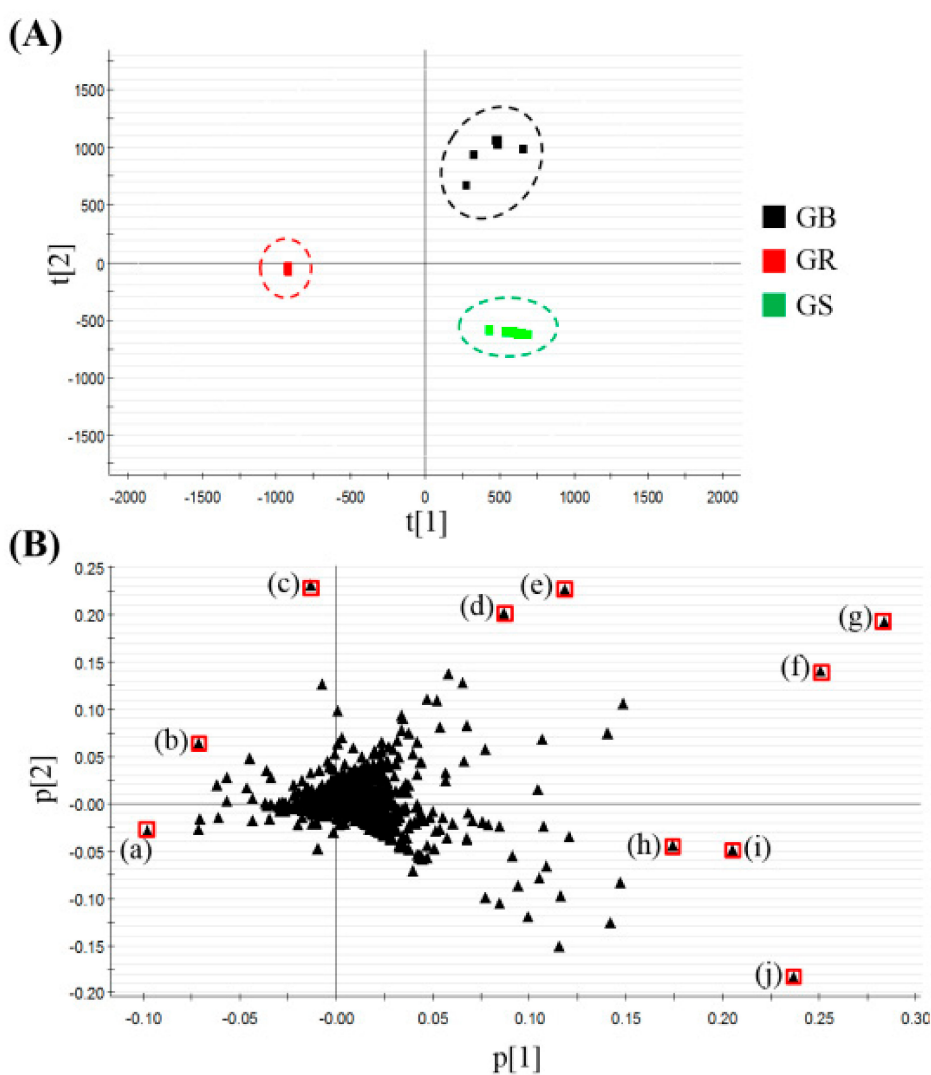 (A)
1500
1000
500
0
-500
-1000
-1500
t[2]
-2000
-1500
-1000
-500
0
500
1000
1500
2000
t[1]
GB
GR
GS
(B)
0.25
0.20
0.15
0.10
0.05
-0.00
-0.05
-0.10
-0.15
-0.20
p[2]
(c)
(e)
(d)
(g)
(f)
(b)
(a)
(h)
(i)
(j)
-0.10
-0.05
-0.00
0.05
0.10
0.15
0.20
0.25
0.30
p[1]